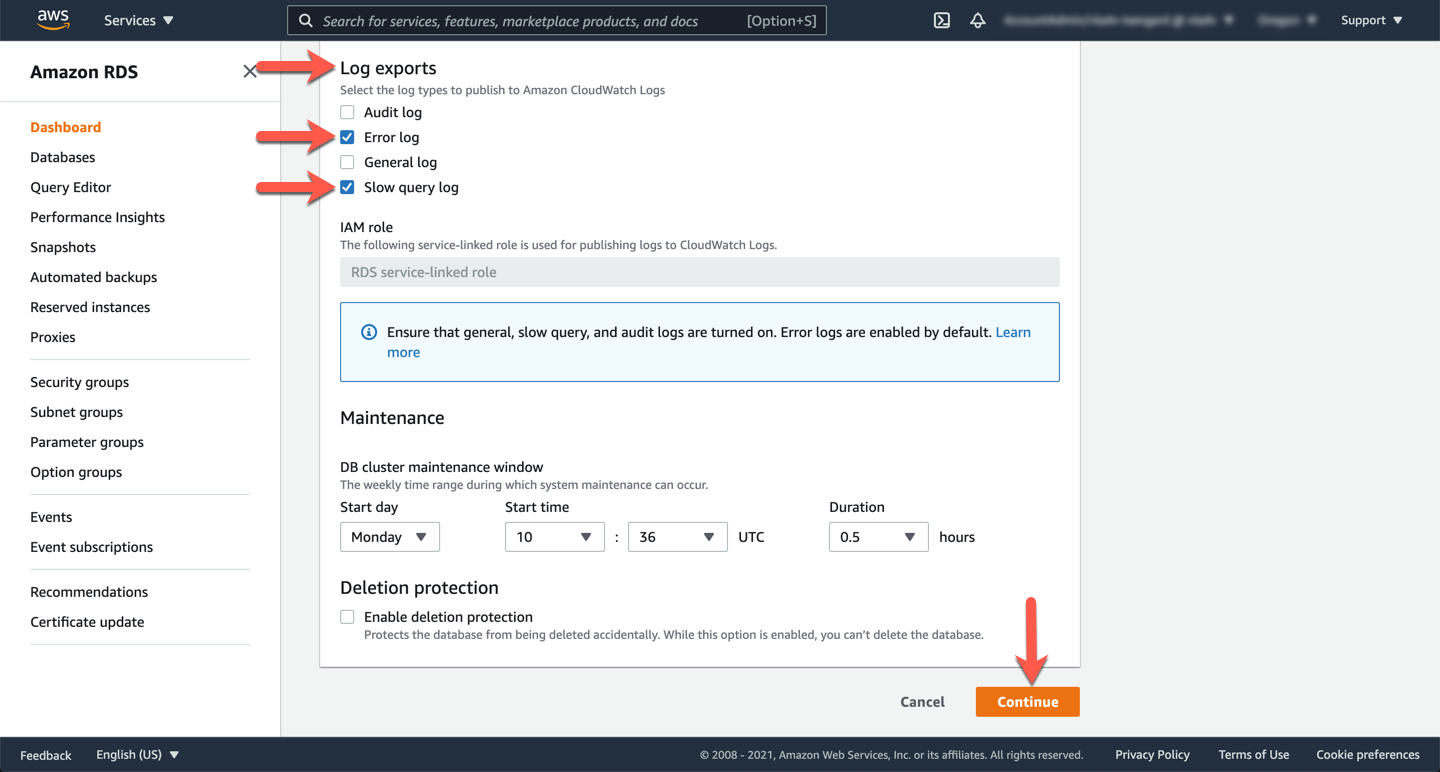 aws Services Search for services, features, marketplace products, and docs [Option+S] Support
Amazon RDS
Dashboard
Databases
Query Editor
Performance Insights
Snapshots
Automated backups
Reserved instances
Proxies
Security groups
Subnet groups
Parameter groups
Option groups
Events
Event subscriptions
Recommendations
Certificate update
Log exports
Select the log types to publish to Amazon CloudWatch Logs
Audit log
Error log
General log
Slow query log
IAM role
The following service-linked role is used for publishing logs to CloudWatch Logs.
RDS service-linked role
Ensure that general, slow query, and audit logs are turned on. Error logs are enabled by default. Learn
more
Maintenance
DB cluster maintenance window
The weekly time range during which system maintenance can occur.
Start day Start time Duration
Monday 10 : 36 UTC 0.5 hours
Deletion protection
Enable deletion protection
Protects the database from being deleted accidentally. While this option is enabled, you can't delete the database.
Cancel Continue
Feedback English (US) © 2008 - 2021, Amazon Web Services, Inc. or its affiliates. All rights reserved. Privacy Policy Terms of Use Cookie preferences